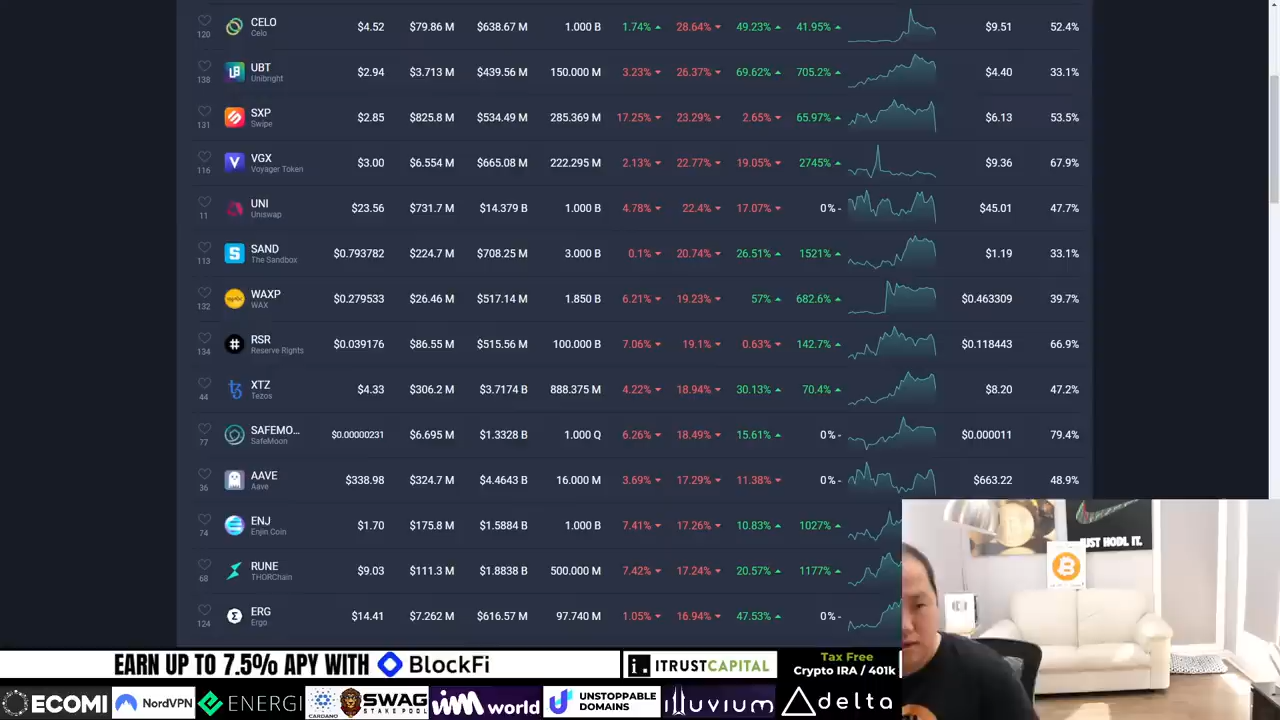 CELO $4.52 $79.86 M $638.67 M 1.000 B 1.74% 28.64% 49.23% 41.95% $9.51 52.4%
120 Celo
UBT $2.94 $3.713 M $439.56 M 150.000 M 3.23% 26.37% 69.62% 705.2% $4.40 33.1%
138 Unibright
SXP $2.85 $825.8 M $534.49 M 285.369 M 17.25% 23.29% 2.65% 65.97% $6.13 53.5%
131 Swipe
VGX $3.00 $6.554 M $665.08 M 222.295 M 2.13% 22.77% 19.05% 2745% $9.36 67.9%
116 Voyager Token
UNI $23.56 $731.7 M $14.379 B 1.000 B 4.78% 22.4% 17.07% 0% - $45.01 47.7%
11 Uniswap
SAND $0.793782 $224.7 M $708.25 M 3.000 B 0.1% 20.74% 26.51% 1521% $1.19 33.1%
113 The Sandbox
WAXP $0.279533 $26.46 M $517.14 M 1.850 B 6.21% 19.23% 57% 682.6% $0.463309 39.7%
132 WAX
RSR $0.039176 $86.55 M $515.56 M 100.000 B 7.06% 19.1% 0.63% 142.7% $0.118443 66.9%
134 Reserve Rights
XTZ $4.33 $306.2 M $3.7174 B 888.375 M 4.22% 18.94% 30.13% 70.4% $8.20 47.2%
44 Tezos
SAFEMO... $0.00000231 $6.695 M $1.3328 B 1.000 Q 6.26% 18.49% 15.61% 0% - $0.000011 79.4%
77 SafeMoon
AAVE $338.98 $324.7 M $4.4643 B 16.000 M 3.69% 17.29% 11.38% 0% - $663.22 48.9%
36 Aave
ENJ $1.70 $175.8 M $1.5884 B 1.000 B 7.41% 17.26% 10.83% 1027%
74 Enjin Coin
RUNE $9.03 $111.3 M $1.8838 B 500.000 M 7.42% 17.24% 20.57% 1177%
68 THORChain
ERG $14.41 $7.262 M $616.57 M 97.740 M 1.05% 16.94% 47.53% 0% -
124 Ergo
JUST HODL IT.
EARN UP TO 7.5% APY WITH BlockFi
iTRUSTCAPITAL
Tax Free
Crypto IRA / 401k
ECOMI
NordVPN
ENERGI
CARDANO
SWAG
STAKE POOL
world
UNSTOPPABLE
DOMAINS
illuvium
delta